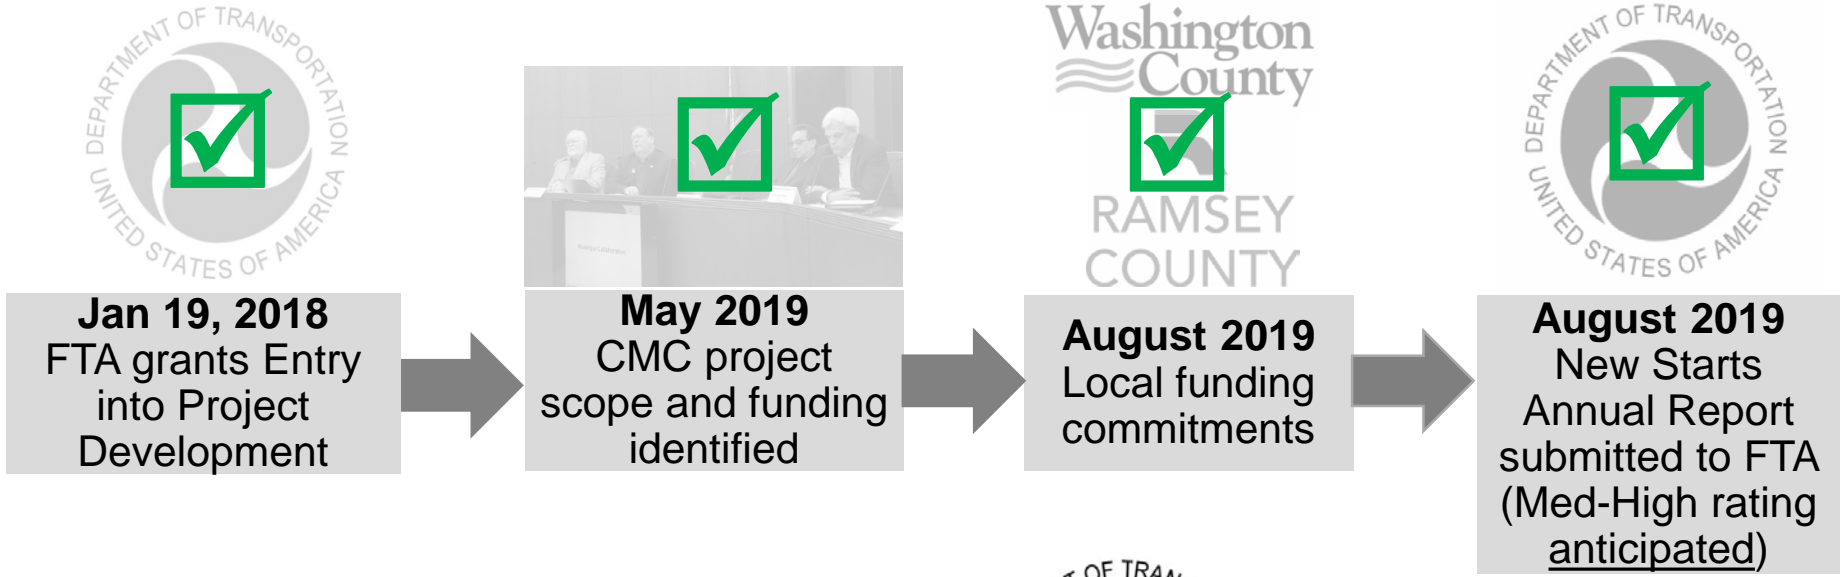 DEPARTMENT OF TRANSPORTATION
UNITED STATES OF AMERICA
Jan 19, 2018
FTA grants Entry
into Project
Development
May 2019
CMC project
scope and funding
identified
Washington
County
RAMSEY
COUNTY
August 2019
Local funding
commitments
DEPARTMENT OF TRANSPORTATION
UNITED STATES OF AMERICA
August 2019
New Starts
Annual Report
submitted to FTA
(Med-High rating
anticipated)
OF TRAN